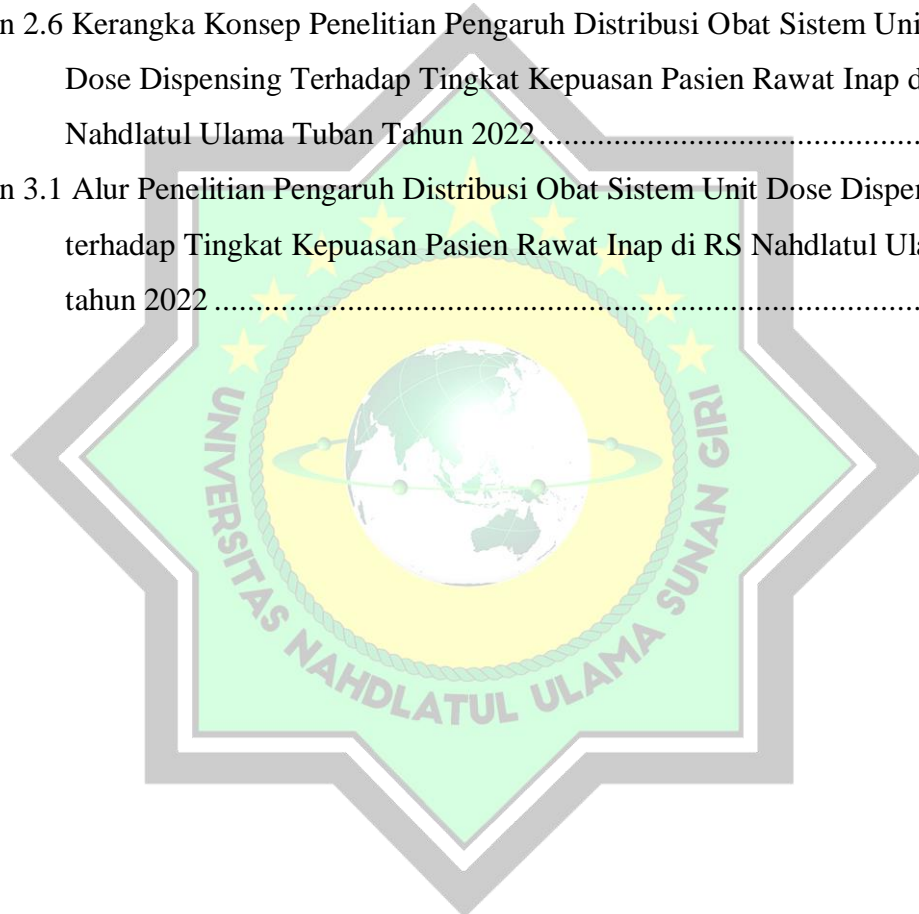 n 2.6 Kerangka Konsep Penelitian Pengaruh Distribusi Obat Sistem Uni
Dose Dispensing Terhadap Tingkat Kepuasan Pasien Rawat Inap d
Nahdlatul Ulama Tuban Tahun 2022 ................................................
n 3.1 Alur Penelitian Pengaruh Distribusi Obat Sistem Unit Dose Dispen
terhadap Tingkat Kepuasan Pasien Rawat Inap di RS Nahdlatul Ula
tahun 2022 ........................................................................................
UNIVERSITAS NAHDLATUL ULAMA SUNAN GIRI